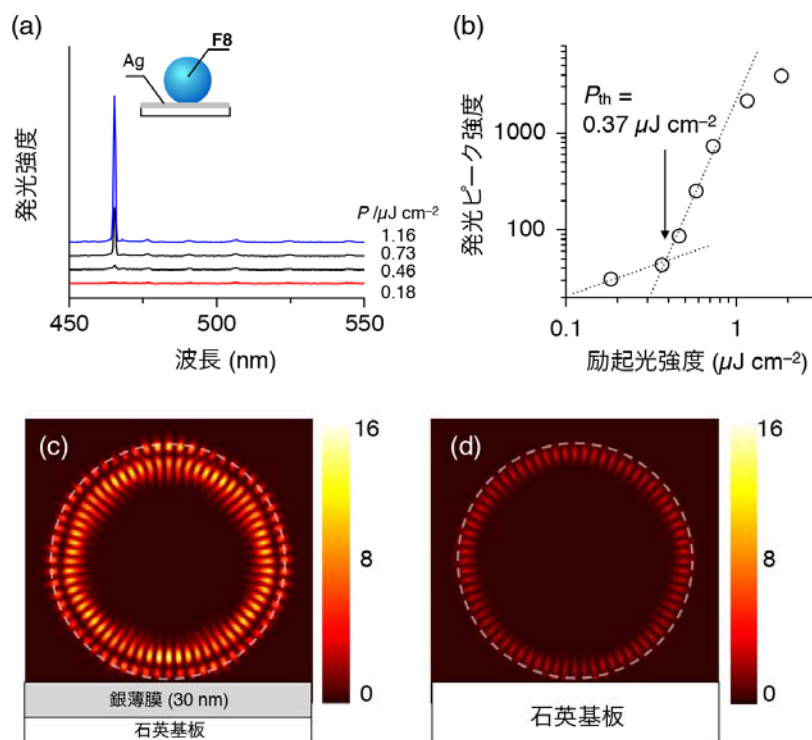 (a)
F8
Ag
発光強度
P /μJ cm⁻²
1.16
0.73
0.46
0.18
450
500
550
波長 (nm)
(b)
Pth =
0.37 μJ cm⁻²
発光ピーク強度
1000
100
0.1
1
励起光強度 (μJ cm⁻²)
(c)
16
8
0
銀薄膜 (30 nm)
石英基板
(d)
16
8
0
石英基板